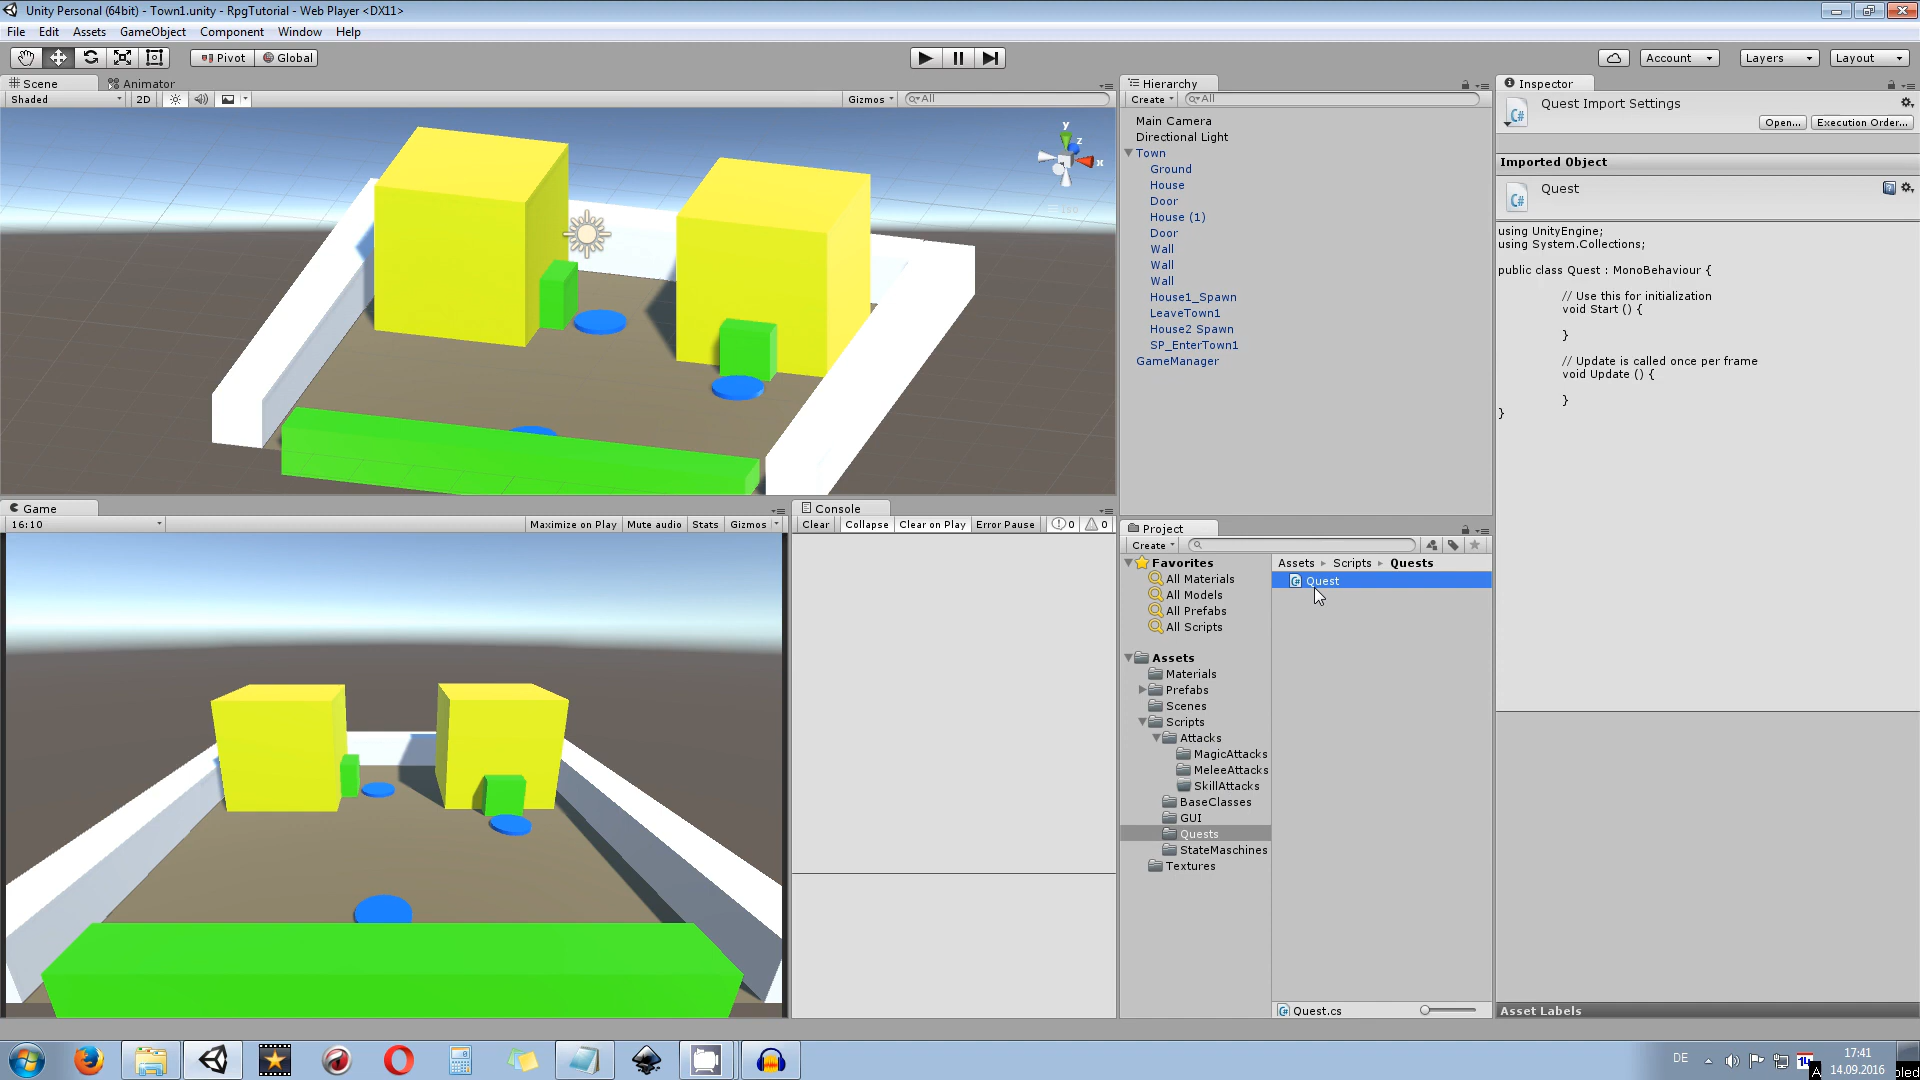 Unity Personal (64bit) - Town1.unity - RpgTutorial - Web Player <DX11>
File Edit Assets GameObject Component Window Help
Pivot Global Account Layers Layout
Scene Animator
Shaded 2D Gizmos All
Hierarchy
Create All
Main Camera
Directional Light
Town
Ground
House
Door
House (1)
Door
Wall
Wall
Wall
House1_Spawn
LeaveTown1
House2 Spawn
SP_EnterTown1
GameManager
Inspector
Quest Import Settings
Open... Execution Order...
Imported Object
Quest
using UnityEngine;
using System.Collections;
public class Quest : MonoBehaviour {
// Use this for initialization
void Start () {
}
// Update is called once per frame
void Update () {
}
}
Asset Labels
y
z
x
Game
16:10 Maximize on Play Mute audio Stats Gizmos
Console
Clear Collapse Clear on Play Error Pause 0 0
Project
Create
Favorites
All Materials
All Models
All Prefabs
All Scripts
Assets
Materials
Prefabs
Scenes
Scripts
Attacks
MagicAttacks
MeleeAttacks
SkillAttacks
BaseClasses
GUI
Quests
StateMaschines
Textures
Assets Scripts Quests
Quest
Quest.cs
DE
17:41
14.09.2016